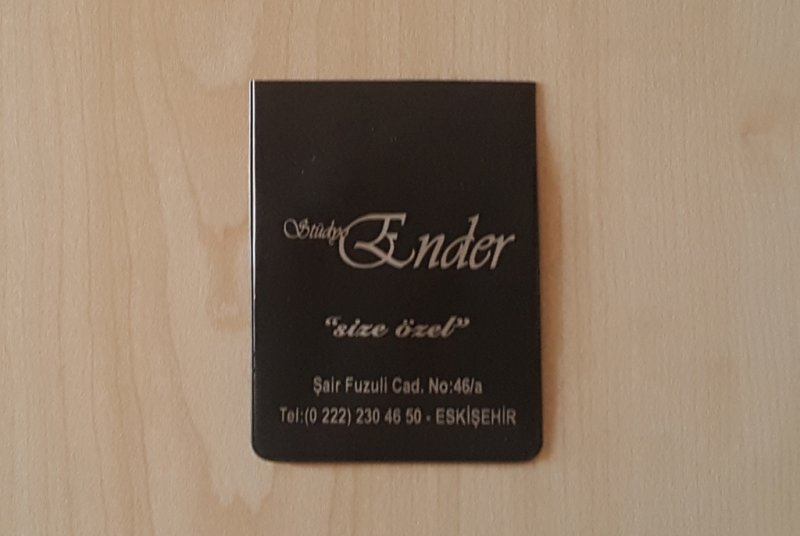 Stüdyo Ender
“size özel”
Şair Fuzuli Cad. No:46/a
Tel:(0 222) 230 46 50 - ESKİŞEHİR